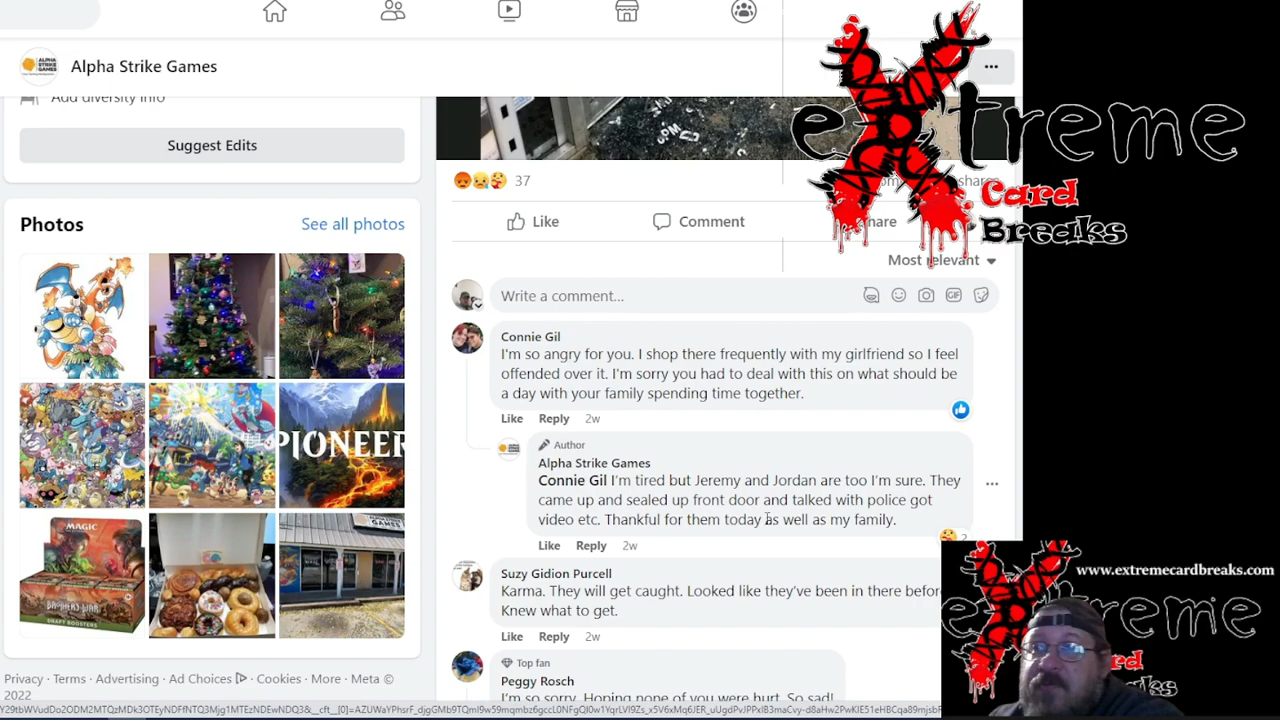 Alpha Strike Games
Add diversity info
Suggest Edits
Photos
See all photos
PIONEER
MAGIC
DRAFT BOOSTERS
37
Like
Comment
Most relevant
Write a comment...
GIF
Connie Gil
I'm so angry for you. I shop there frequently with my girlfriend so I feel
offended over it. I'm sorry you had to deal with this on what should be
a day with your family spending time together.
Like Reply 2w
Author
Alpha Strike Games
Connie Gil I'm tired but Jeremy and Jordan are too I'm sure. They
came up and sealed up front door and talked with police got
video etc. Thankful for them today as well as my family.
2
Like Reply 2w
Suzy Gidion Purcell
Karma. They will get caught. Looked like they've been in there
Knew what to get.
Like Reply 2w
Top fan
Peggy Rosch
I'm so sorry. Hoping none of you were hurt. So sad!
Privacy · Terms · Advertising · Ad Choices · Cookies · More · Meta ©
2022
extreme
Card
Breaks
www.extremecardbreaks.com
extreme